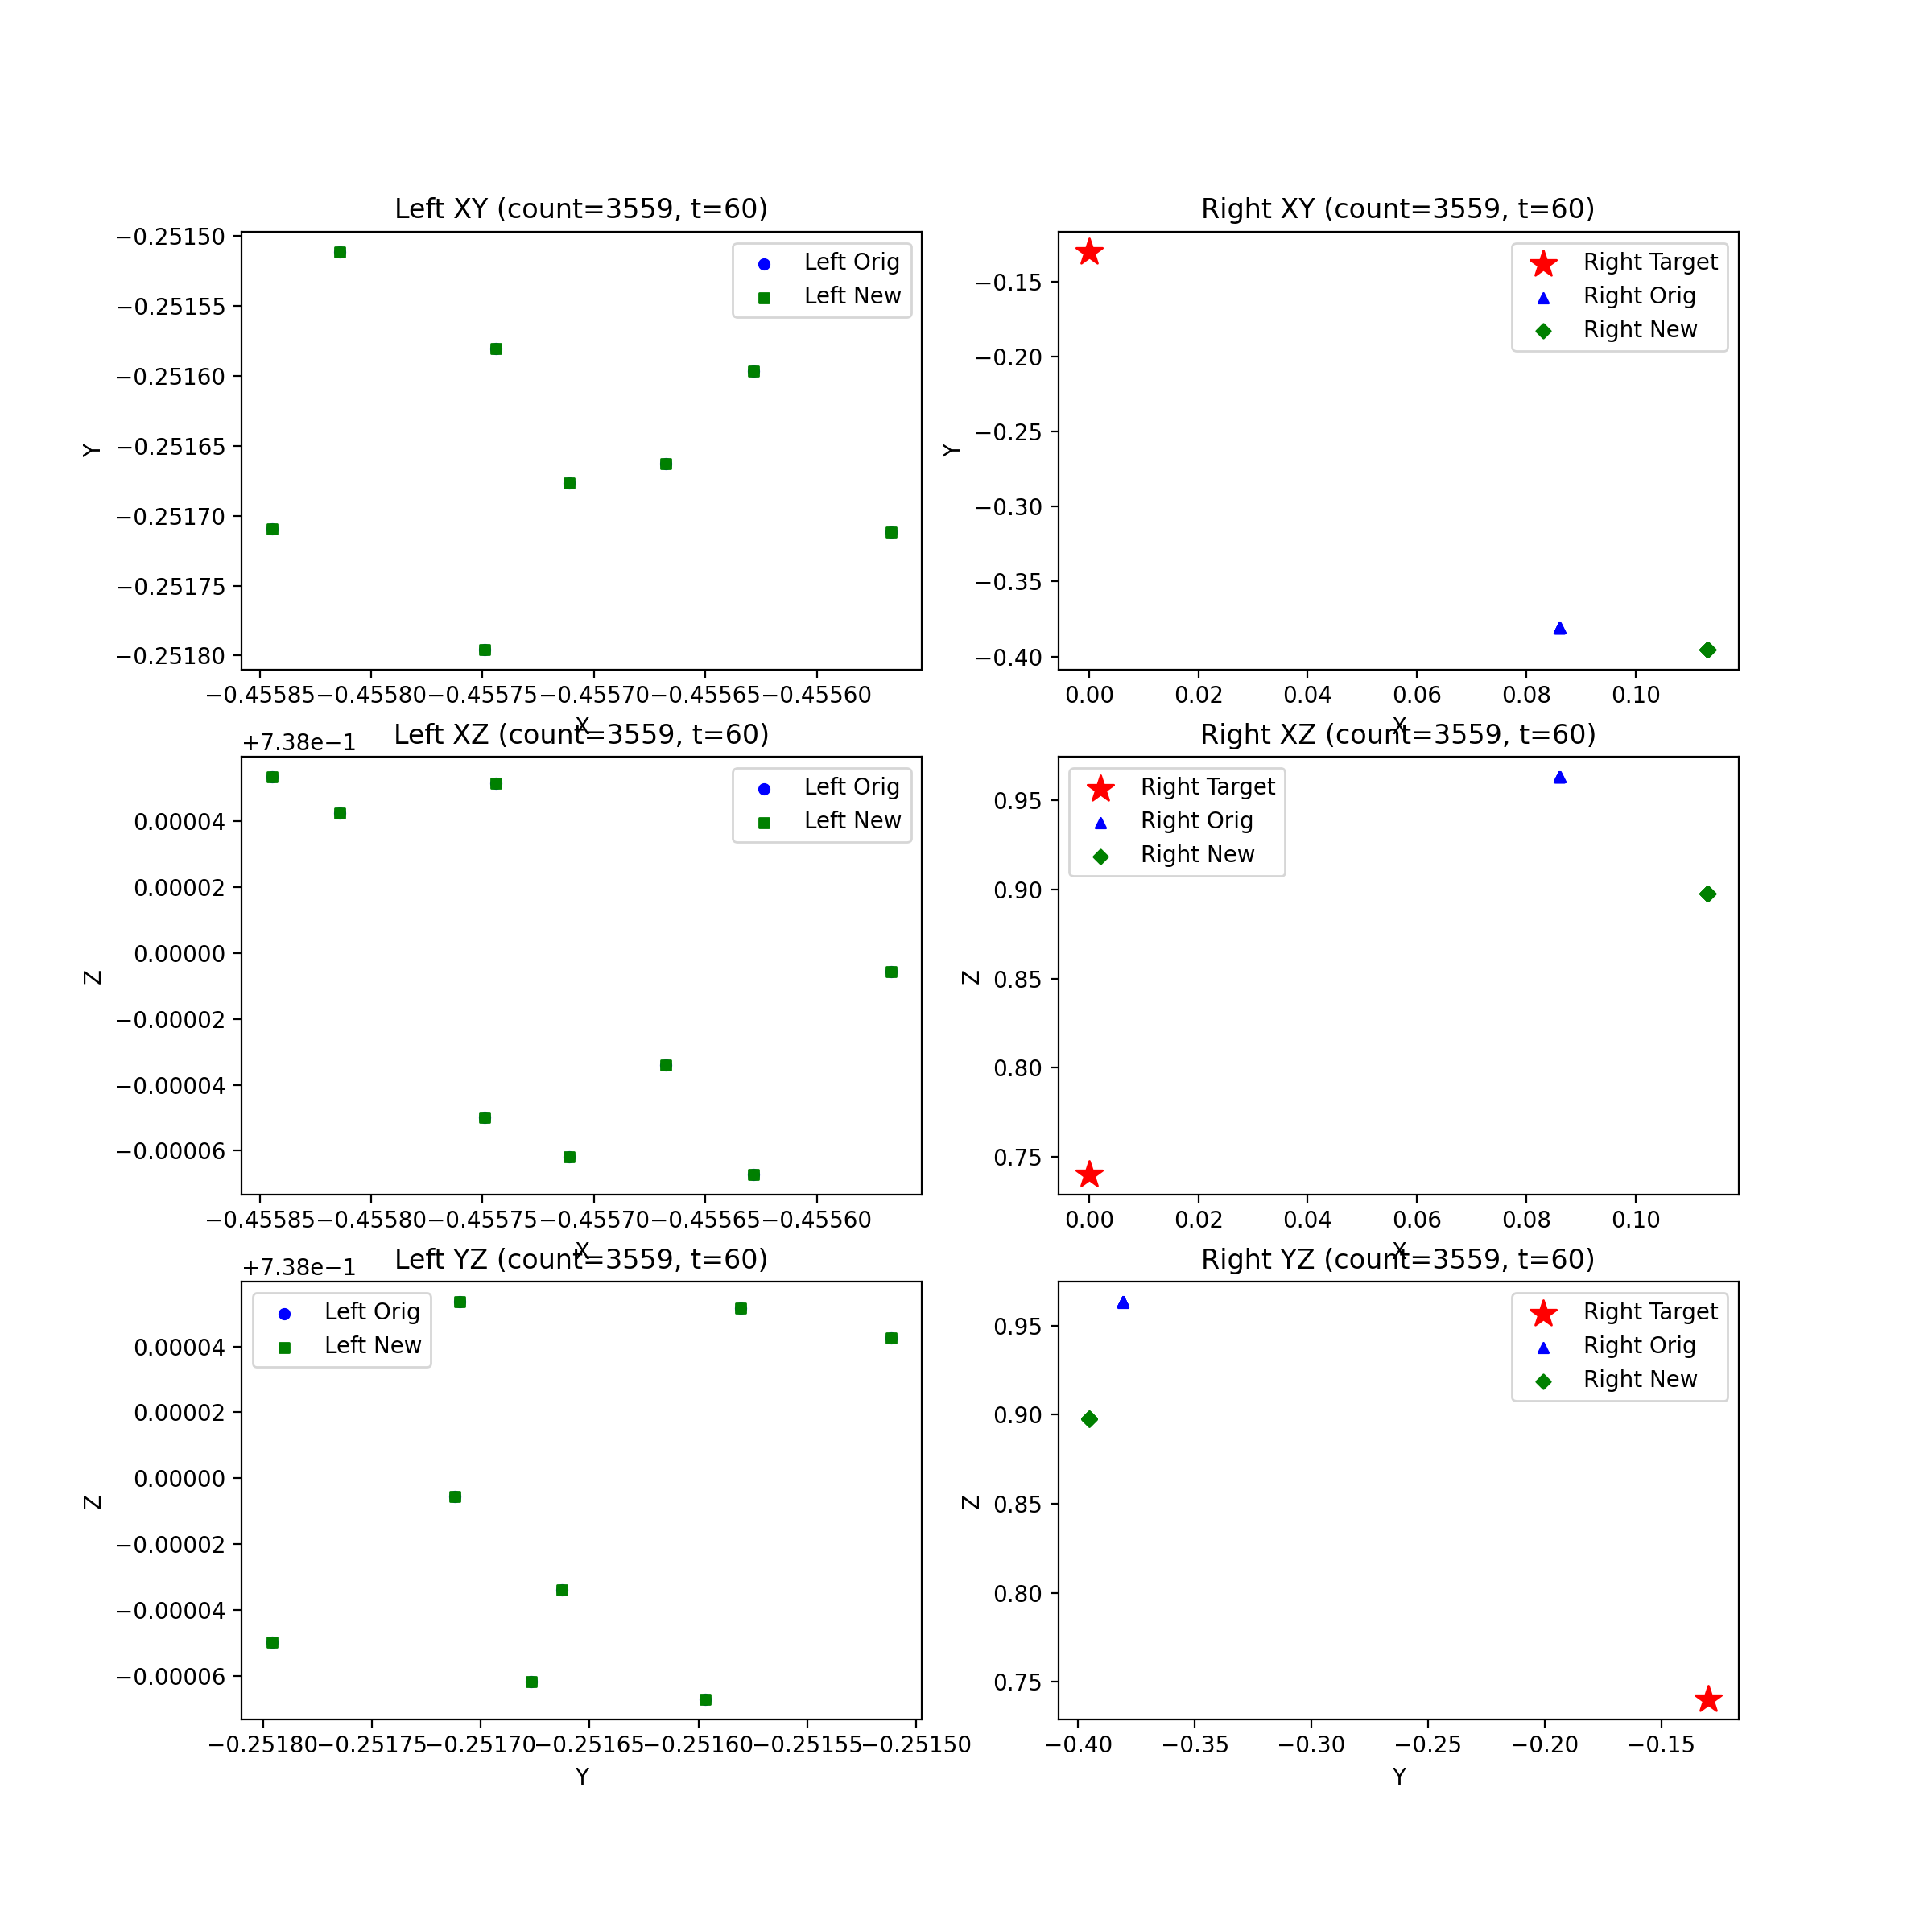 Left XY (count=3559, t=60)
−0.25150
−0.25155
−0.25160
−0.25165
−0.25170
−0.25175
−0.25180
Y
Left Orig
Left New
−0.45585 −0.45580 −0.45575 −0.45570 −0.45565 −0.45560
X
Right XY (count=3559, t=60)
−0.15
−0.20
−0.25
−0.30
−0.35
−0.40
Y
Right Target
Right Orig
Right New
0.00 0.02 0.04 0.06 0.08 0.10
X
+7.38e−1
Left XZ (count=3559, t=60)
0.00004
0.00002
0.00000
−0.00002
−0.00004
−0.00006
Z
Left Orig
Left New
−0.45585 −0.45580 −0.45575 −0.45570 −0.45565 −0.45560
X
Right XZ (count=3559, t=60)
0.95
0.90
0.85
0.80
0.75
Z
Right Target
Right Orig
Right New
0.00 0.02 0.04 0.06 0.08 0.10
X
+7.38e−1
Left YZ (count=3559, t=60)
0.00004
0.00002
0.00000
−0.00002
−0.00004
−0.00006
Z
Left Orig
Left New
−0.25180 −0.25175 −0.25170 −0.25165 −0.25160 −0.25155 −0.25150
Y
Right YZ (count=3559, t=60)
0.95
0.90
0.85
0.80
0.75
Z
Right Target
Right Orig
Right New
−0.40 −0.35 −0.30 −0.25 −0.20 −0.15
Y